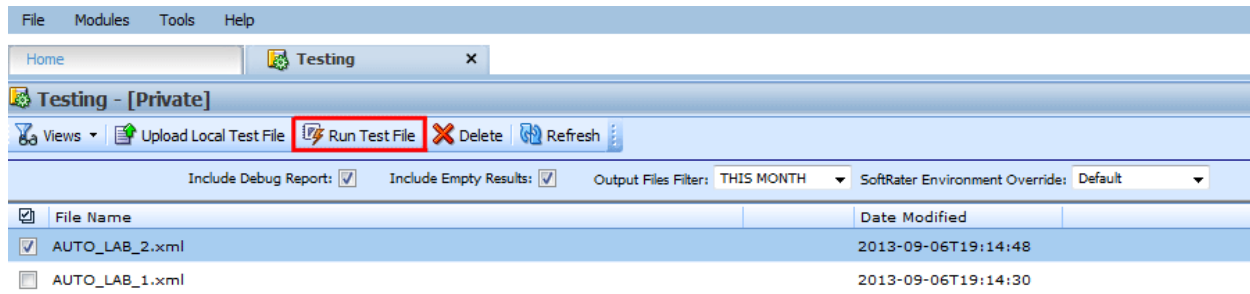 File Modules Tools Help
Home Testing x
Testing - [Private]
Views Upload Local Test File Run Test File Delete Refresh
Include Debug Report: Include Empty Results: Output Files Filter: THIS MONTH SoftRater Environment Override: Default
File Name Date Modified
AUTO_LAB_2.xml 2013-09-06T19:14:48
AUTO_LAB_1.xml 2013-09-06T19:14:30